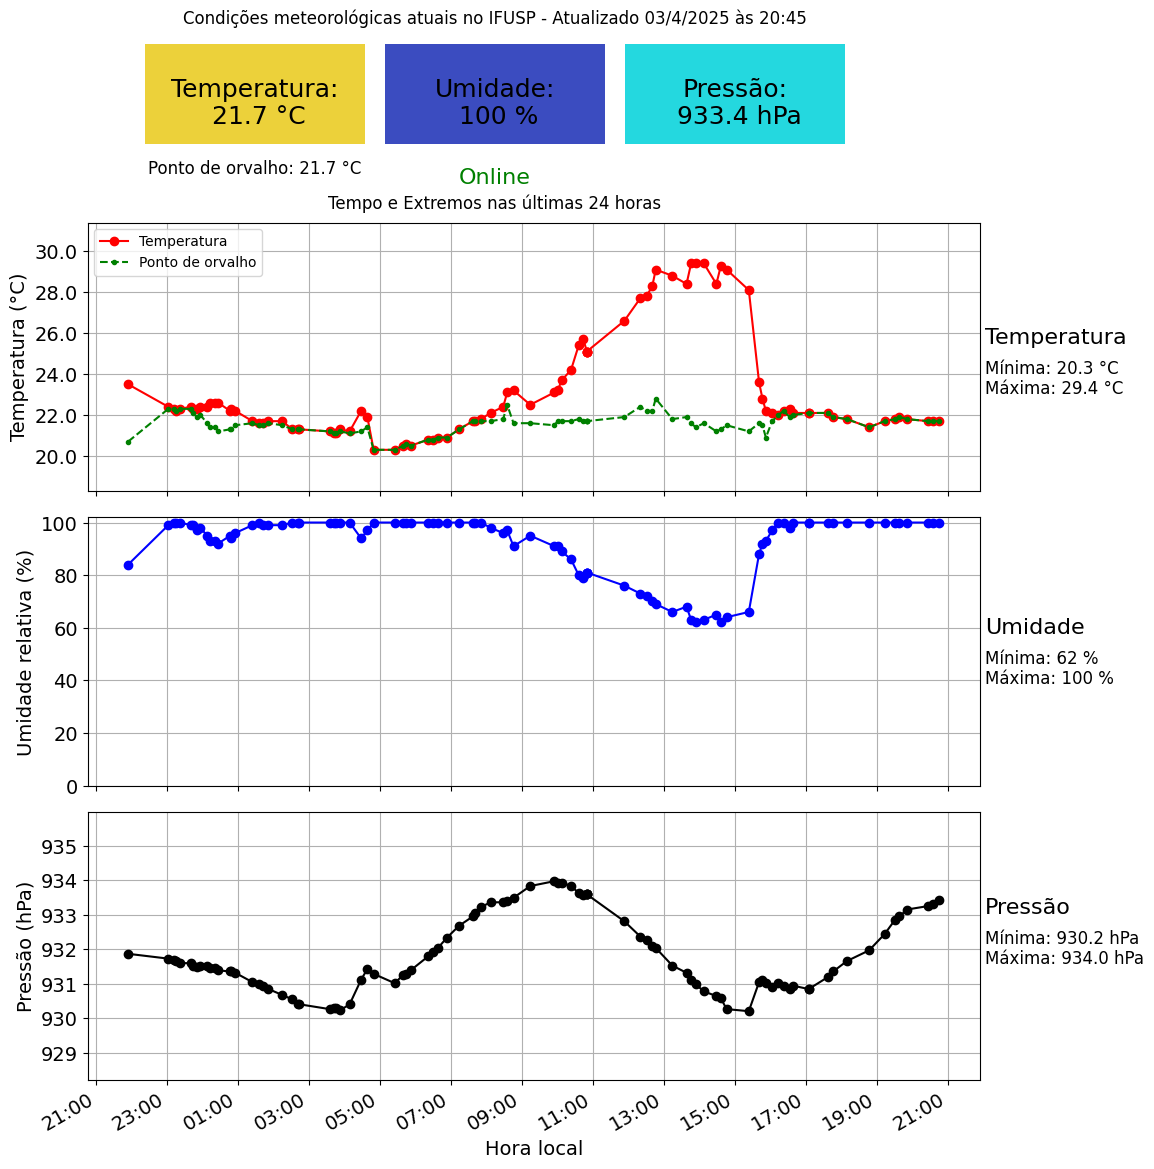 Condições meteorológicas atuais no IFUSP - Atualizado 03/4/2025 às 20:45
Temperatura:
21.7 °C
Umidade:
100 %
Pressão:
933.4 hPa
Ponto de orvalho: 21.7 °C
Online
Tempo e Extremos nas últimas 24 horas
Temperatura
Ponto de orvalho
Temperatura (°C)
30.0
28.0
26.0
24.0
22.0
20.0
Temperatura
Mínima: 20.3 °C
Máxima: 29.4 °C
Umidade relativa (%)
100
80
60
40
20
0
Umidade
Mínima: 62 %
Máxima: 100 %
Pressão (hPa)
935
934
933
932
931
930
929
Pressão
Mínima: 930.2 hPa
Máxima: 934.0 hPa
21:00 23:00 01:00 03:00 05:00 07:00 09:00 11:00 13:00 15:00 17:00 19:00 21:00
Hora local